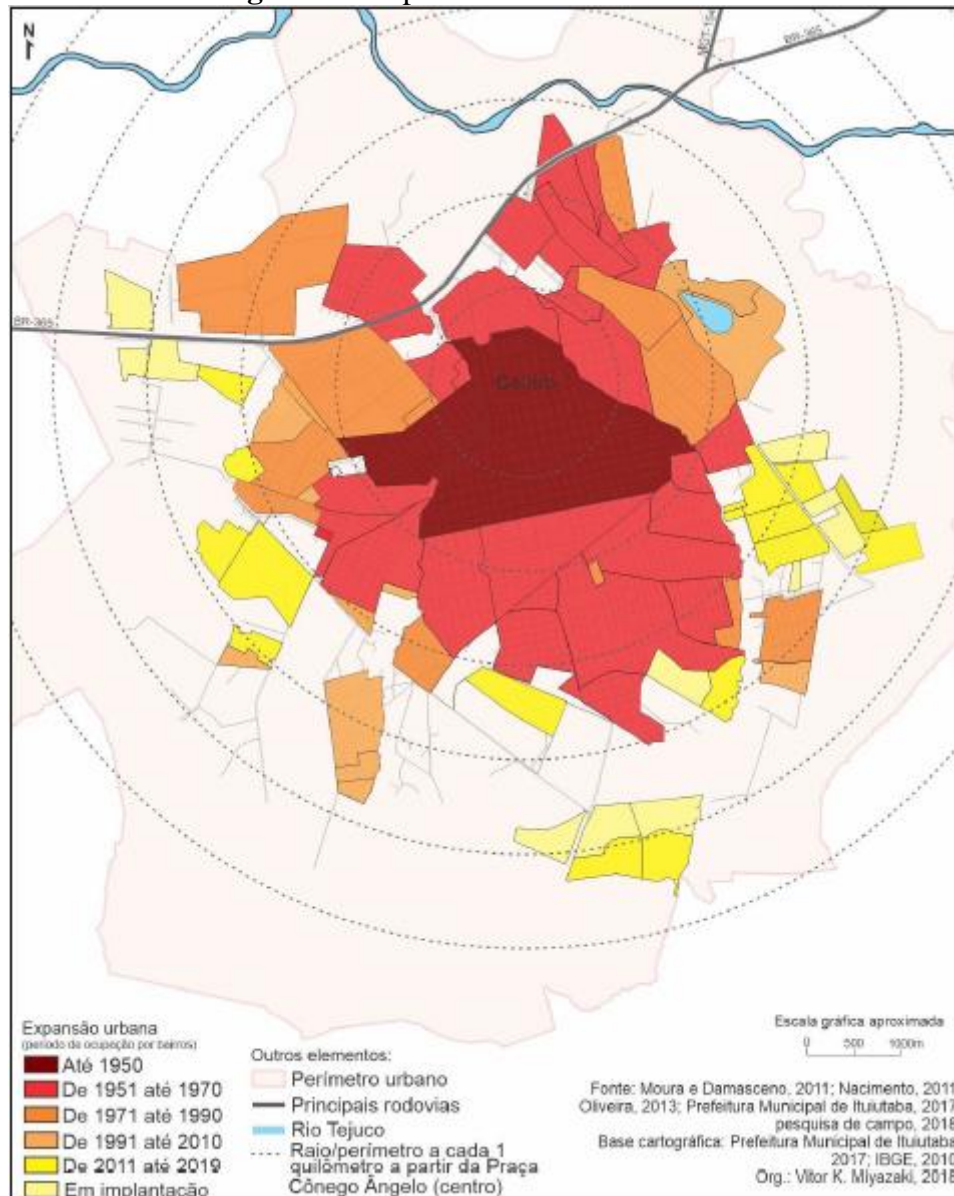 N
BR-365
BR-365
Centro
Expansão urbana
(período de ocupação por bairros)
Até 1950
De 1951 até 1970
De 1971 até 1990
De 1991 até 2010
De 2011 até 2019
Em implantação
Outros elementos:
Perímetro urbano
Principais rodovias
Rio Tejuco
Raio/perímetro a cada 1
quilômetro a partir da Praça
Cônego Ângelo (centro)
Escala gráfica aproximada
0 500 1000m
Fonte: Moura e Damasceno, 2011; Nacimento, 2011
Oliveira, 2013; Prefeitura Municipal de Ituiutaba, 2017
pesquisa de campo, 2018
Base cartográfica: Prefeitura Municipal de Ituiutaba
2017; IBGE, 2010
Org.: Vitor K. Miyazaki, 2018